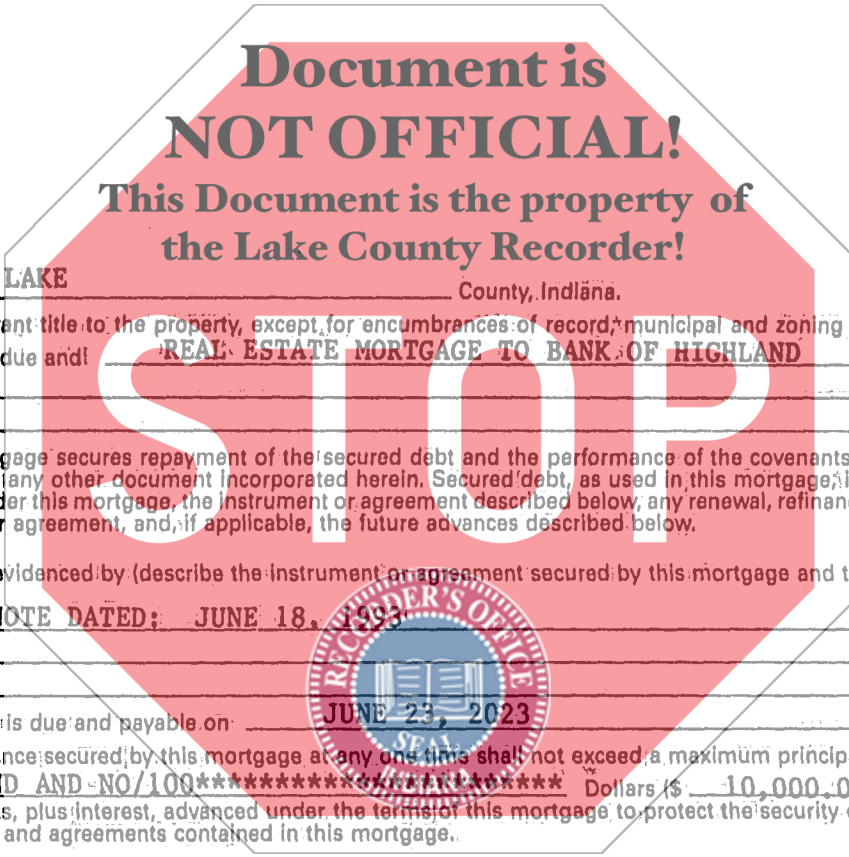 Document is
NOT OFFICIAL!
This Document is the property of
the Lake County Recorder!
LAKE County, Indiana.
ant title to the property, except for encumbrances of record, municipal and zoning
due and REAL ESTATE MORTGAGE TO BANK OF HIGHLAND
STOP
gage secures repayment of the secured debt and the performance of the covenants
any other document incorporated herein. Secured debt, as used in this mortgage, i
er this mortgage, the instrument or agreement described below, any renewal, refinan
r agreement, and, if applicable, the future advances described below.
videnced by (describe the instrument or agreement secured by this mortgage and t
OTE DATED: JUNE 18, 1993
RECORDER'S OFFICE
is due and payable on JUNE 23, 2023
SEAL
nce secured by this mortgage at any one time shall not exceed a maximum princip
D AND NO/100*********************** Dollars ($ 10,000.0
INDIANA
s, plus interest, advanced under the terms of this mortgage to protect the security
and agreements contained in this mortgage.